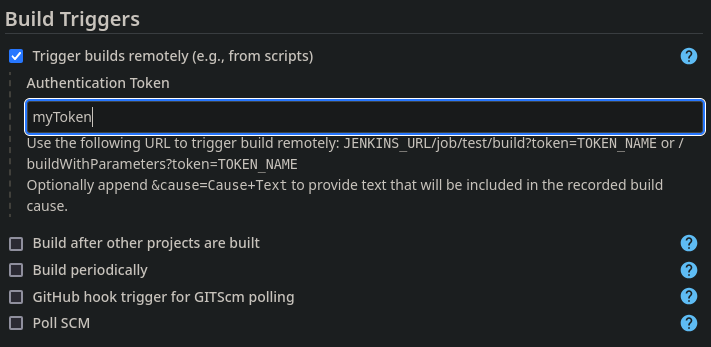 Build Triggers
Trigger builds remotely (e.g., from scripts)
Authentication Token
myToken
Use the following URL to trigger build remotely: JENKINS_URL/job/test/build?token=TOKEN_NAME or /
buildWithParameters?token=TOKEN_NAME
Optionally append &cause=Cause+Text to provide text that will be included in the recorded build
cause.
Build after other projects are built
Build periodically
GitHub hook trigger for GITScm polling
Poll SCM